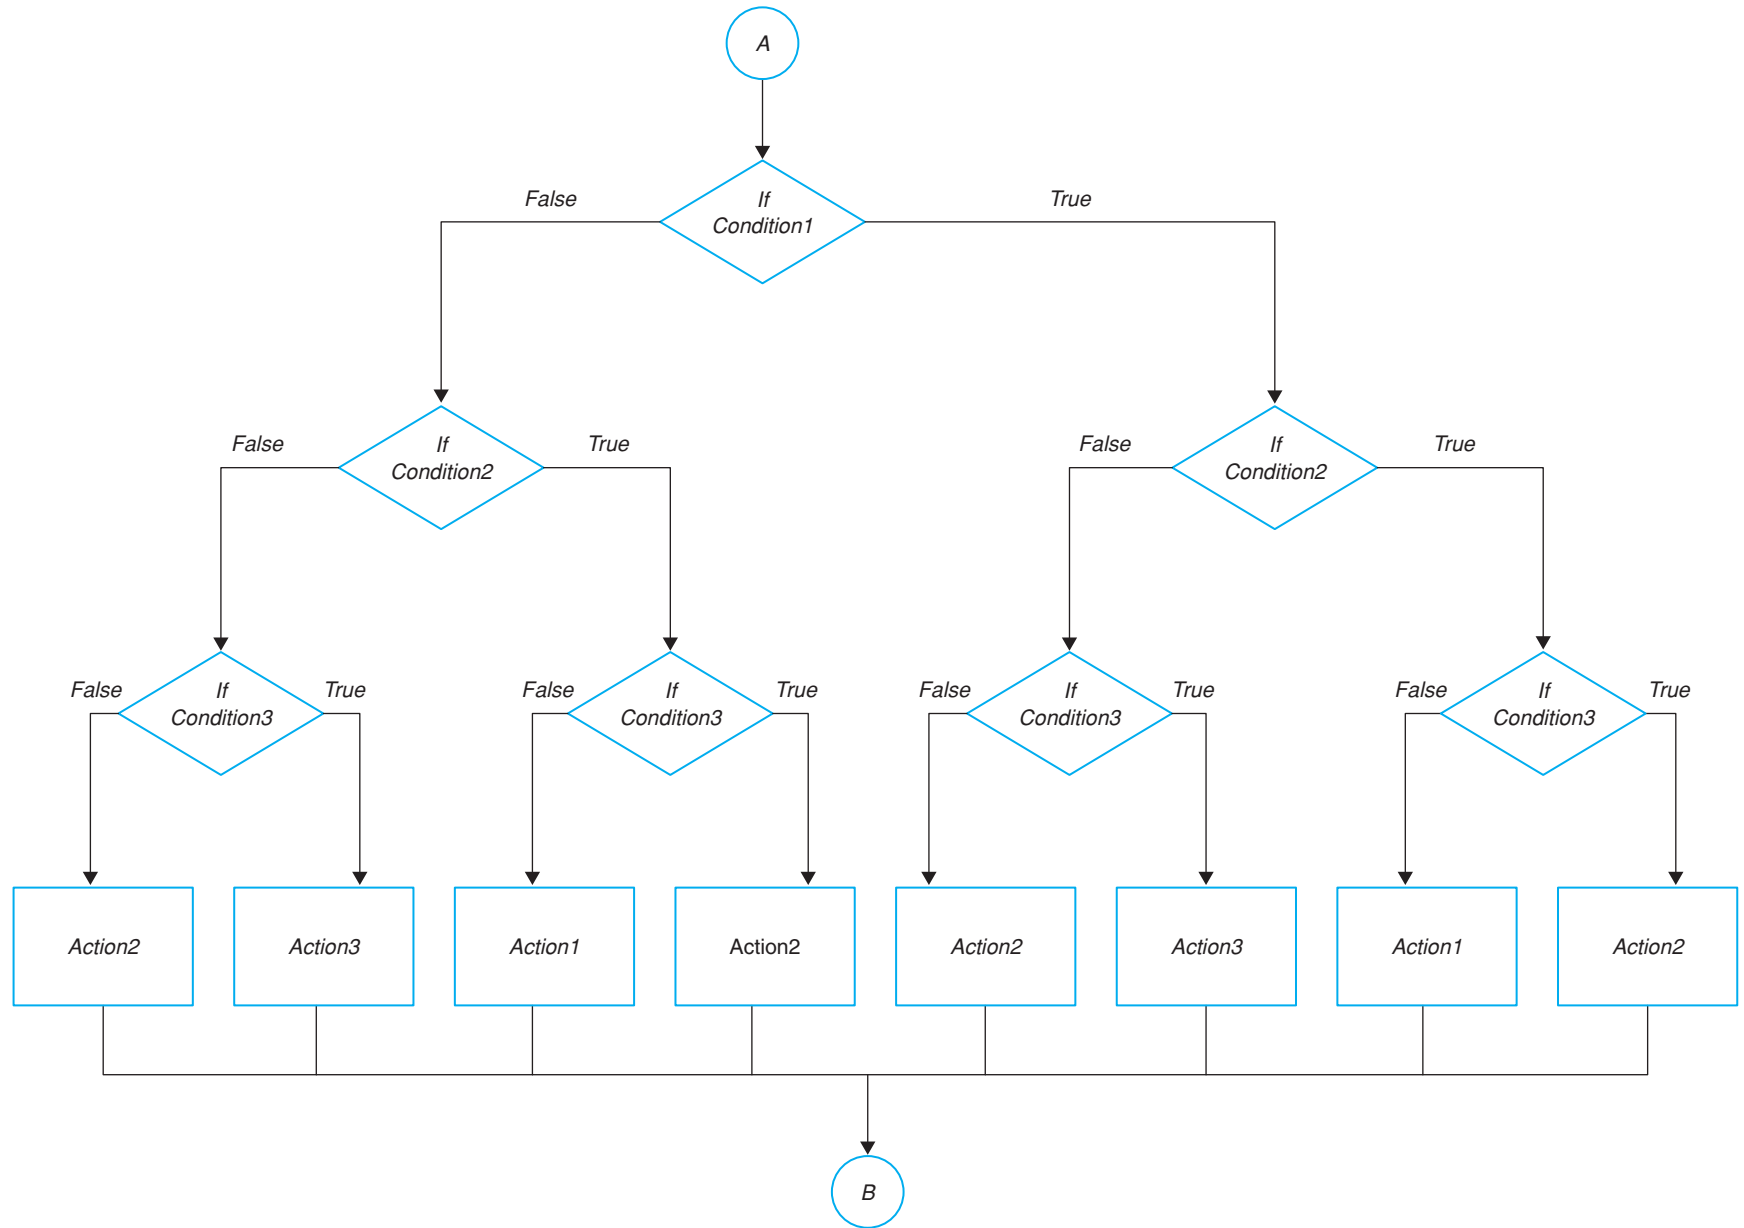 A
False
If
Condition1
True
False
If
Condition2
True
False
If
Condition2
True
False
If
Condition3
True
False
If
Condition3
True
False
If
Condition3
True
False
If
Condition3
True
Action2
Action3
Action1
Action2
Action2
Action3
Action1
Action2
B